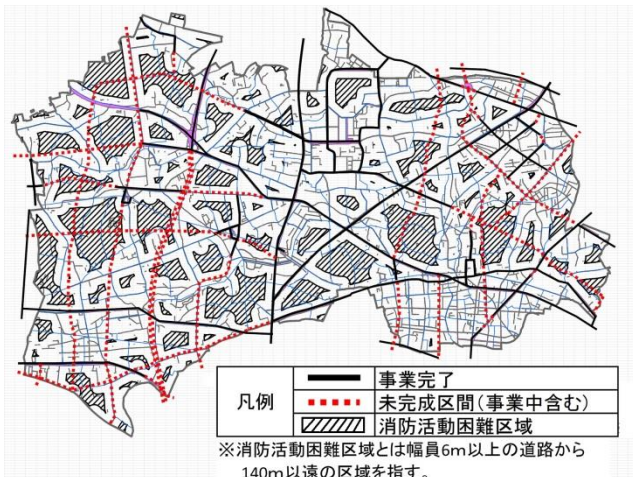 凡例
事業完了
未完成区間(事業中含む)
消防活動困難区域
※消防活動困難区域とは幅員6m以上の道路から
140m以遠の区域を指す。